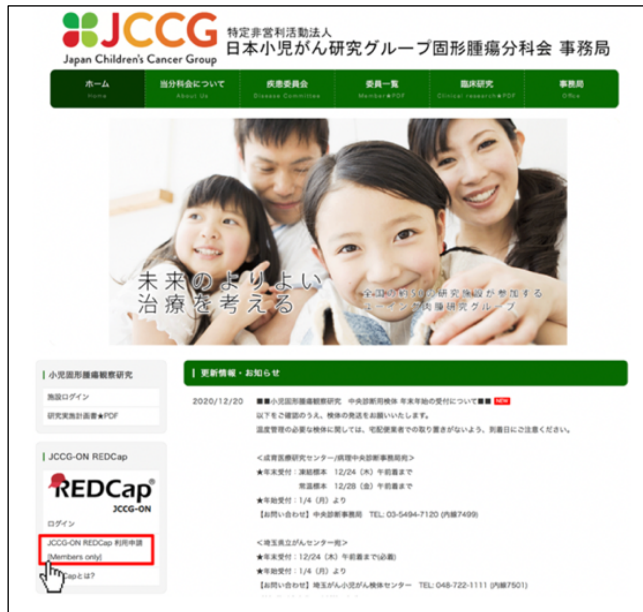 JCCG
Japan Children's Cancer Group
特定非営利活動法人
日本小児がん研究グループ固形腫瘍分科会 事務局
ホーム
Home
当分科会について
About Us
疾患委員会
Disease Committee
委員一覧
Member★PDF
臨床研究
Clinical research★PDF
事務局
Office
未来のよりよい
治療を考える
小児固形腫瘍観察研究
施設ログイン
研究実施計画書★PDF
JCCG-ON REDCap
REDCap®
JCCG-ON
ログイン
JCCG-ON REDCap 利用申請
[Members only]
Capとは?
更新情報・お知らせ
2020/12/20
■■小児固形腫瘍観察研究 中央診断用検体 年末年始の受付について■■ NEW
以下をご確認のうえ、検体の発送をお願いいたします。
温度管理の必要な検体に関しては、宅配便業者での取り置きがないよう、到着日にご注意ください。
<成育医療研究センター/病理中央診断事務局宛>
★年末受付:凍結標本 12/24(木)午前着まで
常温標本 12/28(金)午前着まで
★年始受付:1/4(月)より
【お問い合わせ】中央診断事務局 TEL: 03-5494-7120 (内線7499)
<埼玉県立がんセンター宛>
★年末受付:12/24(木)午前着まで(必着)
★年始受付:1/4(月)より
【お問い合わせ】埼玉がん小児がん検体センター TEL: 048-722-1111 (内線7501)